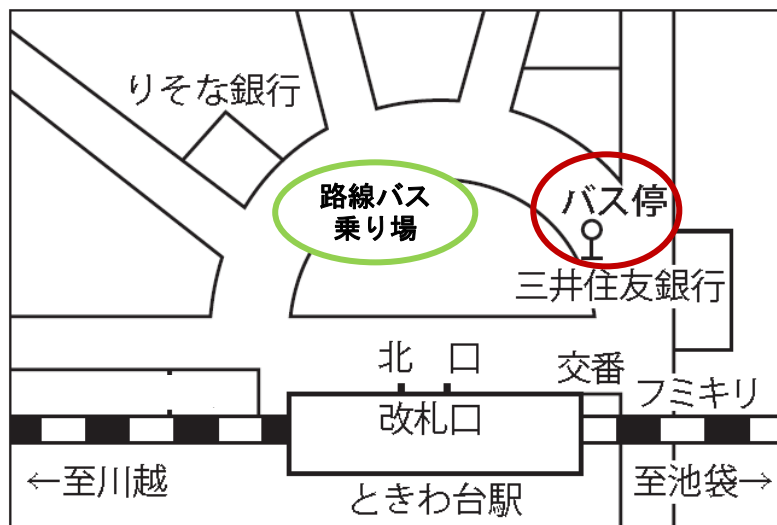 りそな銀行
路線バス
乗り場
バス停
三井住友銀行
北 口
交番
フミキリ
改札口
←至川越
ときわ台駅
至池袋→